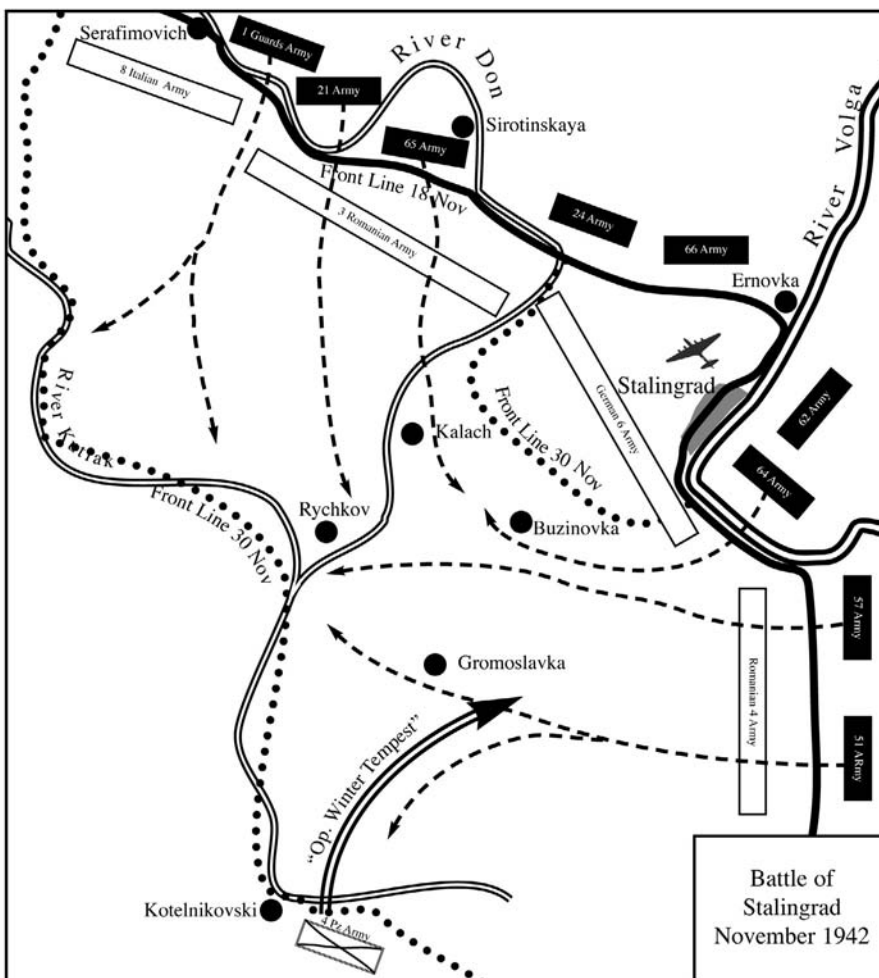 Serafimovich
1 Guards Army
River Don
8 Italian Army
21 Army
Sirotinskaya
65 Army
Front Line 18 Nov
River Volga
3 Romanian Army
24 Army
66 Army
Ernovka
Stalingrad
62 Army
German 6 Army
River Kutrak
Front Line 30 Nov
Kalach
64 Army
Front Line 30 Nov
Rychkov
Buzinovka
57 Army
Gromoslavka
Romanian 4 Army
51 ARmy
“Op. Winter Tempest”
Kotelnikovski
4 Pz Army
Battle of
Stalingrad
November 1942